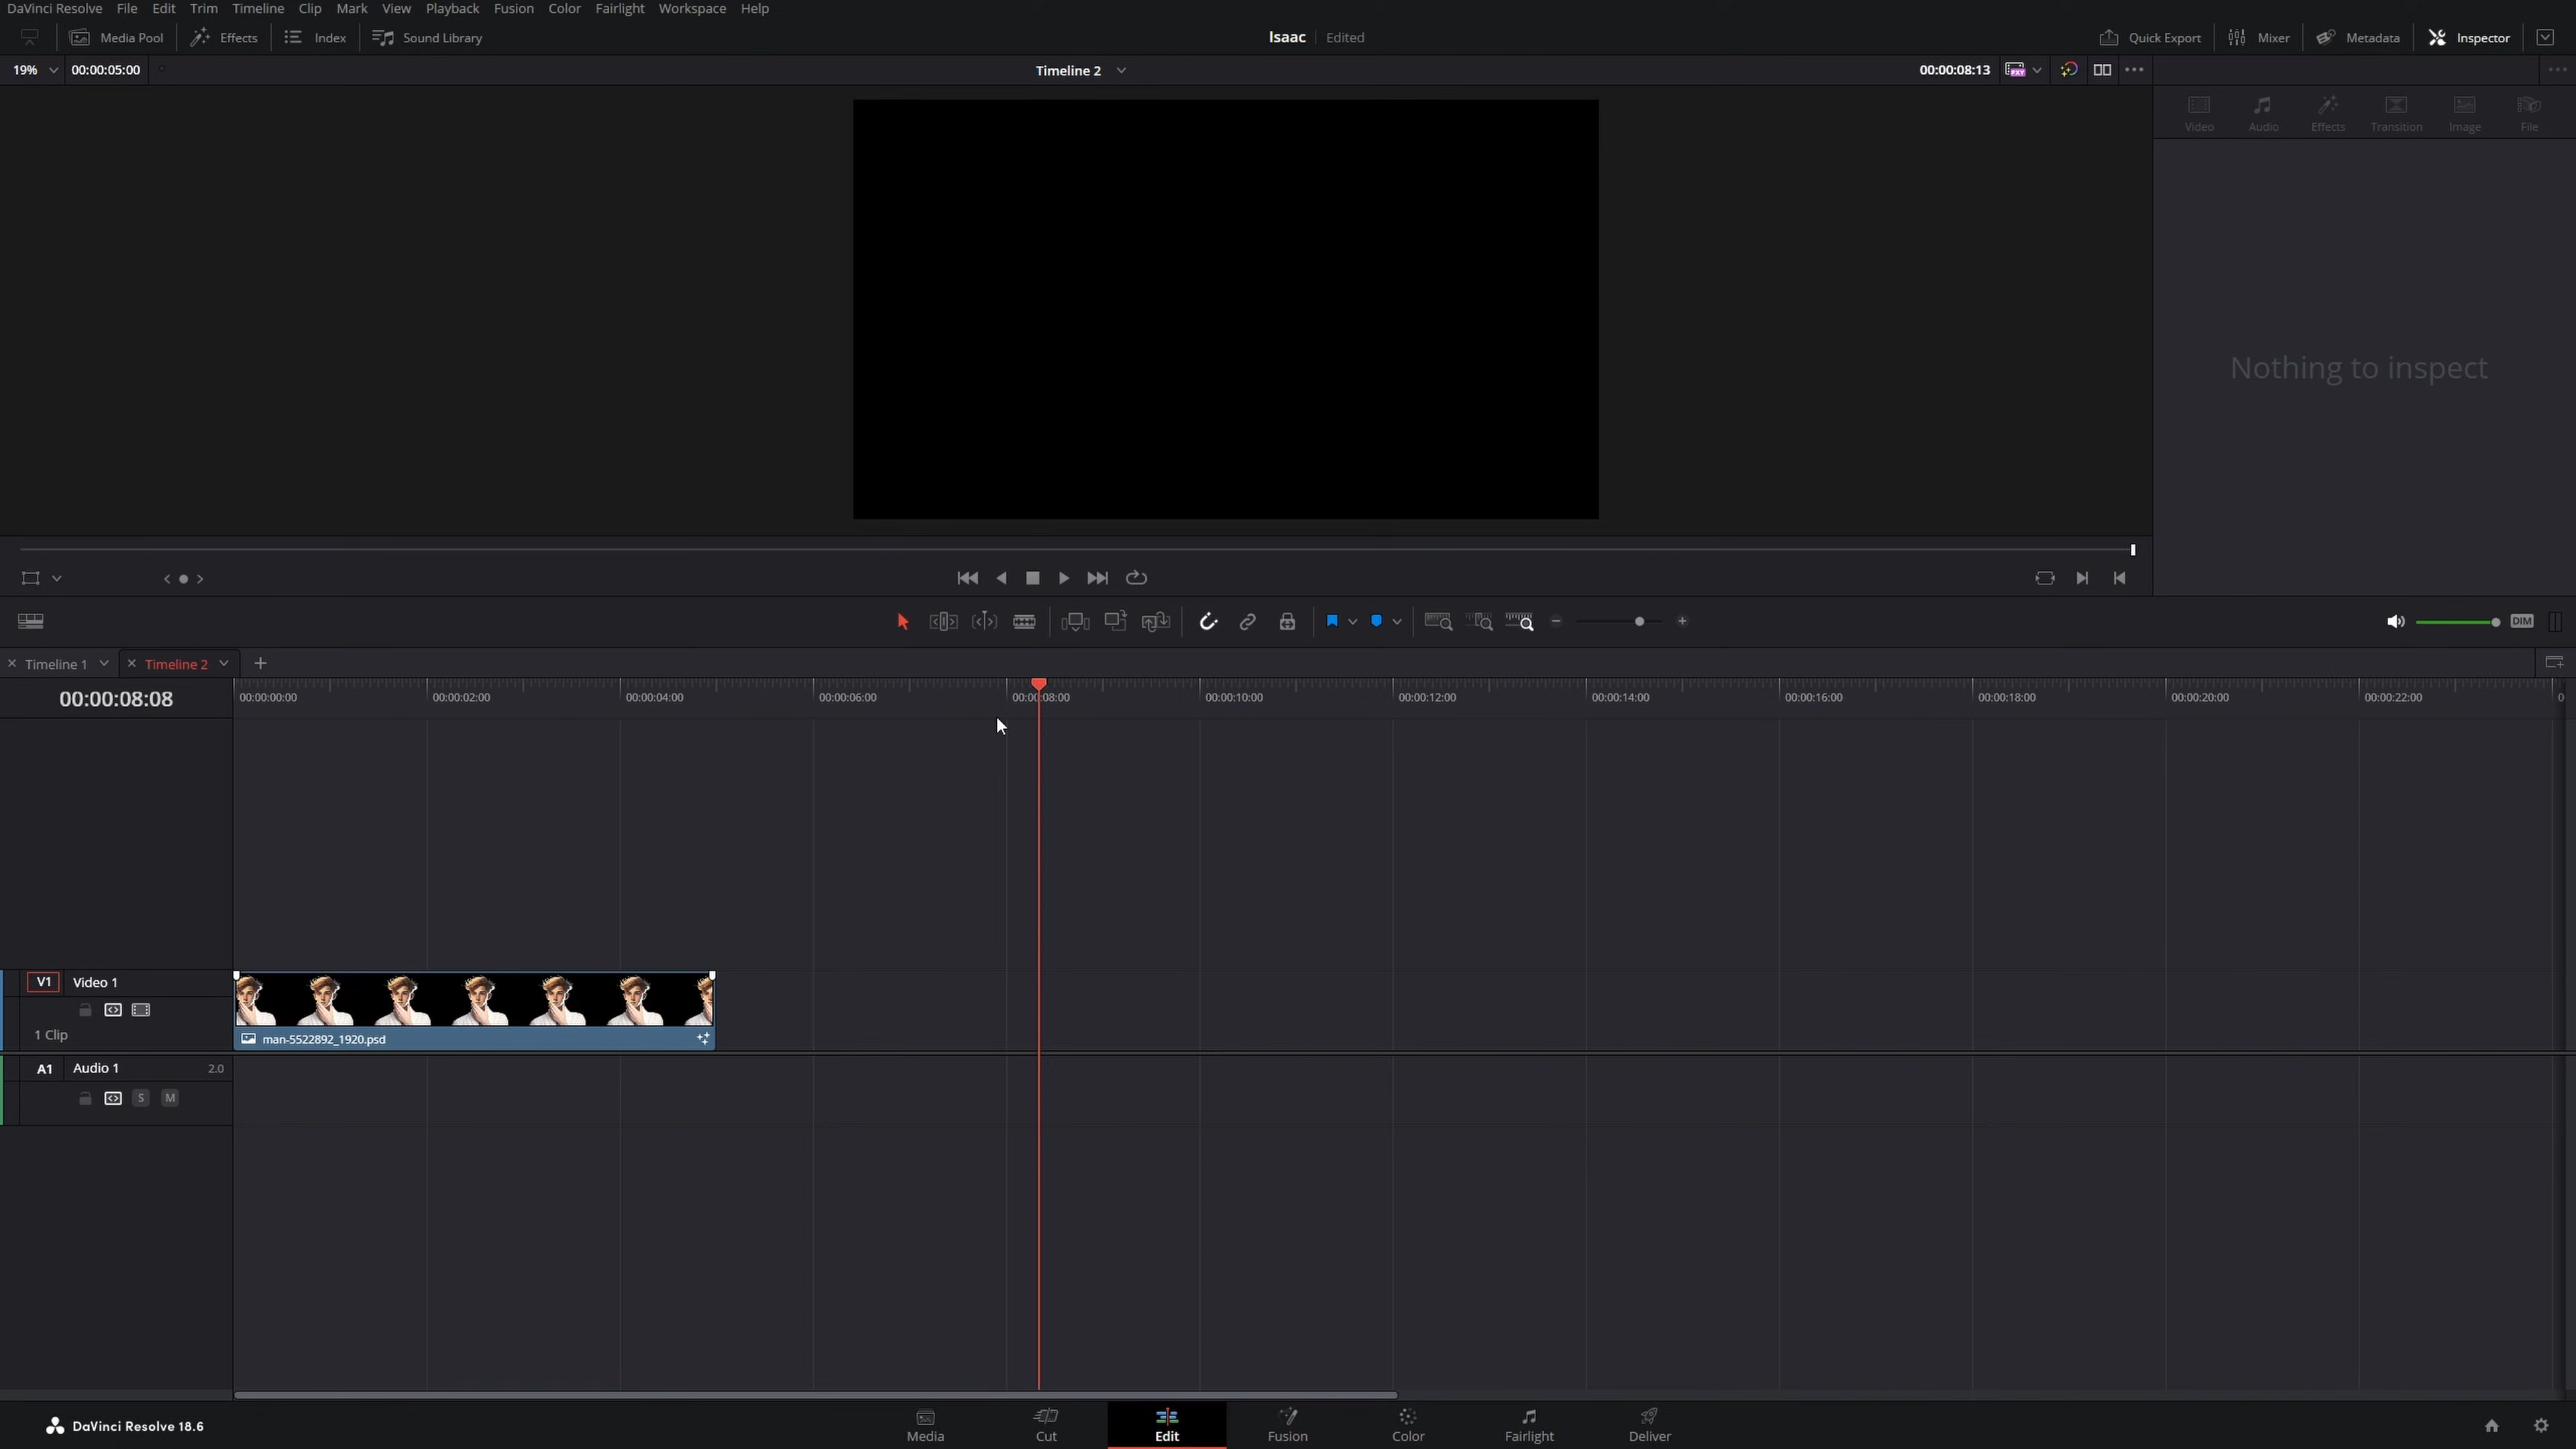 DaVinci Resolve File Edit Trim Timeline Clip Mark View Playback Fusion Color Fairlight Workspace Help
Media Pool Effects Index Sound Library Isaac Edited Quick Export Mixer Metadata Inspector
19% 00:00:05:00 Timeline 2 00:00:08:13
Video Audio Effects Transition Image File
Nothing to inspect
DIM
Timeline 1 Timeline 2
00:00:08:08 00:00:00:00 00:00:02:00 00:00:04:00 00:00:06:00 00:00:08:00 00:00:10:00 00:00:12:00 00:00:14:00 00:00:16:00 00:00:18:00 00:00:20:00 00:00:22:00 0
V1 Video 1
1 Clip
man-5522892_1920.psd
A1 Audio 1 2.0
S M
DaVinci Resolve 18.6
Media Cut Edit Fusion Color Fairlight Deliver